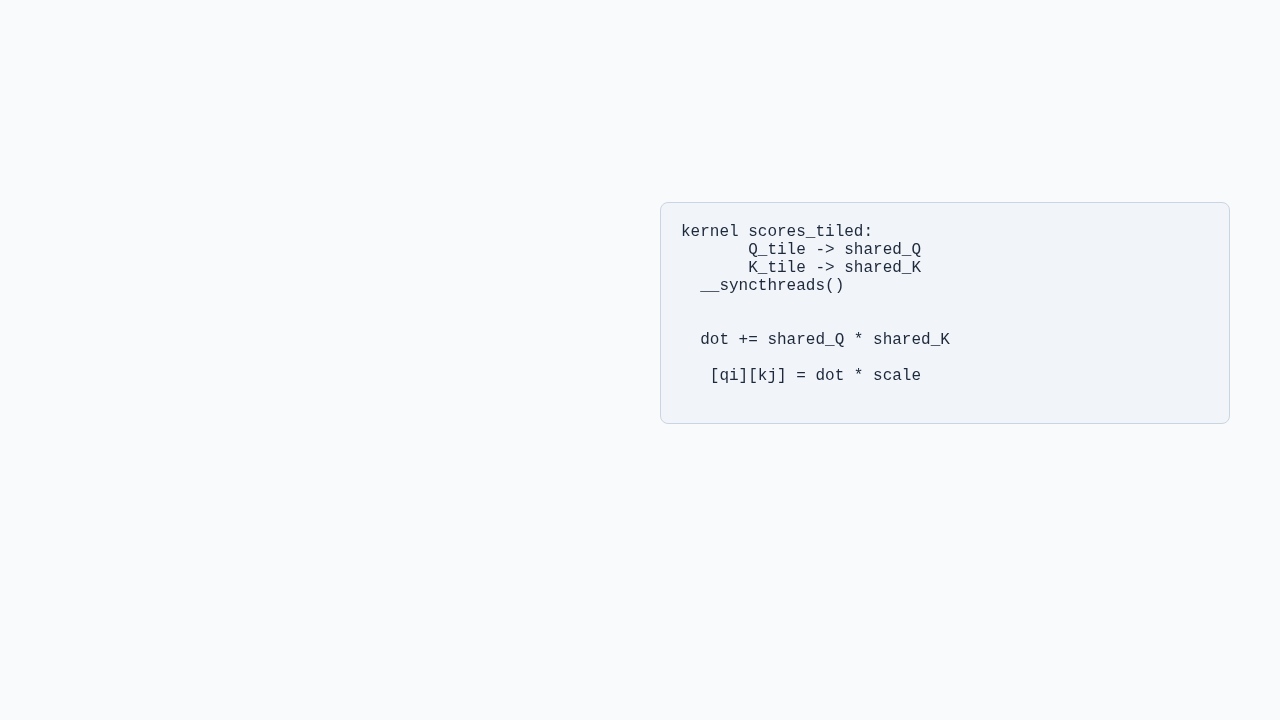 kernel scores_tiled:
Q_tile -> shared_Q
K_tile -> shared_K
__syncthreads()
dot += shared_Q * shared_K
[qi][kj] = dot * scale